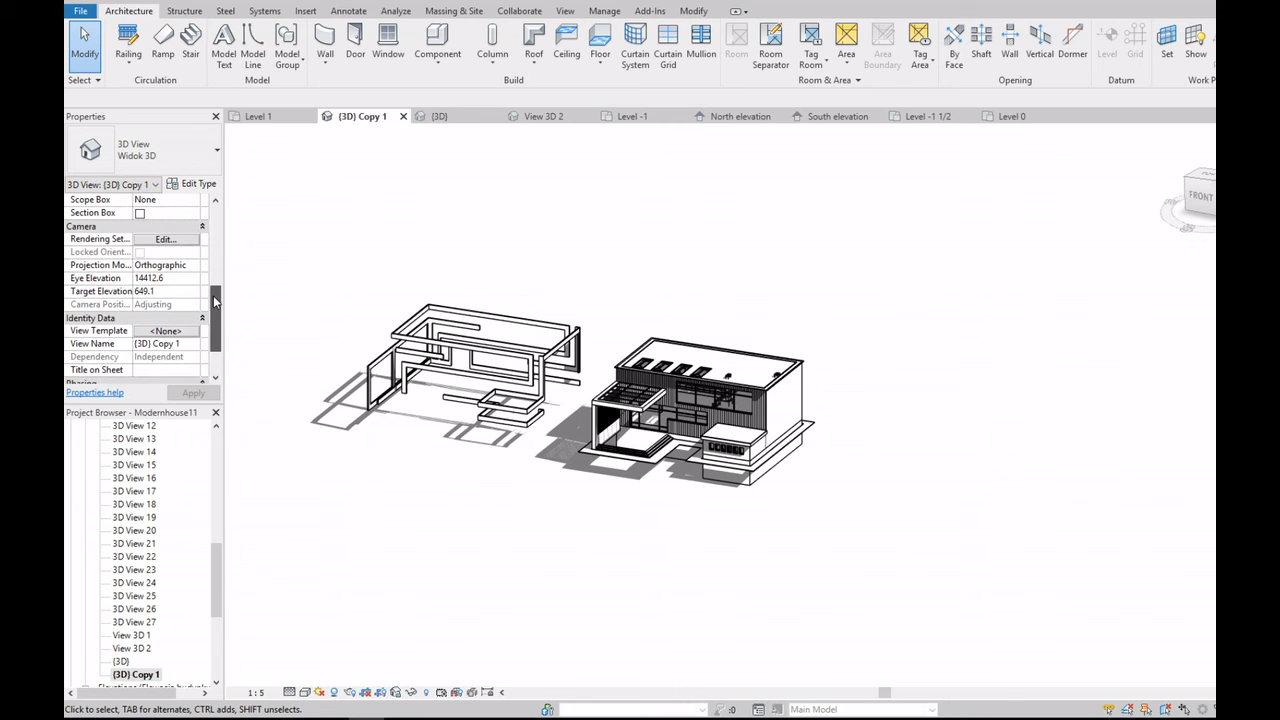 File Architecture Structure Steel Systems Insert Annotate Analyze Massing & Site Collaborate View Manage Add-Ins Modify
Modify Railing Ramp Stair Model Text Model Line Model Group Wall Door Window Component Column Roof Ceiling Floor Curtain System Curtain Grid Mullion Room Room Separator Tag Room Area Area Boundary Tag Area By Face Shaft Wall Vertical Dormer Level Grid Set Show
Select Circulation Model Build Room & Area Opening Datum Work P
Properties
Level 1 {3D} Copy 1 {3D} View 3D 2 Level -1 North elevation South elevation Level -1 1/2 Level 0
3D View
Widok 3D
3D View: {3D} Copy 1 Edit Type
Scope Box None
Section Box
Camera
Rendering Set... Edit...
Locked Orient...
Projection Mo... Orthographic
Eye Elevation 14412.6
Target Elevation 649.1
Camera Positi... Adjusting
Identity Data
View Template <None>
View Name {3D} Copy 1
Dependency Independent
Title on Sheet
Phasing
Properties help Apply
Project Browser - Modernhouse11
3D View 12
3D View 13
3D View 14
3D View 15
3D View 16
3D View 17
3D View 18
3D View 19
3D View 20
3D View 21
3D View 22
3D View 23
3D View 24
3D View 25
3D View 26
3D View 27
View 3D 1
View 3D 2
{3D}
{3D} Copy 1
FRONT
1 : 5
Click to select, TAB for alternates, CTRL adds, SHIFT unselects. :0 Main Model